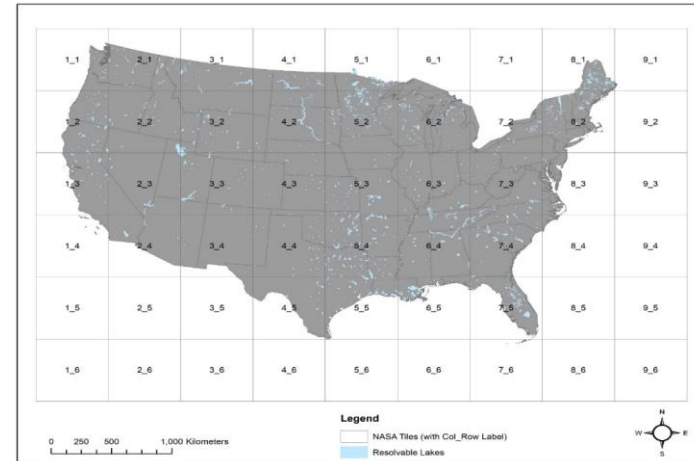 1_1 2_1 3_1 4_1 5_1 6_1 7_1 8_1 9_1
1_2 2_2 3_2 4_2 5_2 6_2 7_2 8_2 9_2
1_3 2_3 3_3 4_3 5_3 6_3 7_3 8_3 9_3
1_4 2_4 3_4 4_4 5_4 6_4 7_4 8_4 9_4
1_5 2_5 3_5 4_5 5_5 6_5 7_5 8_5 9_5
1_6 2_6 3_6 4_6 5_6 6_6 7_6 8_6 9_6
Legend
NASA Tiles (with Col_Row Label)
Resolvable Lakes
0 250 500 1,000 Kilometers
N
W E
S